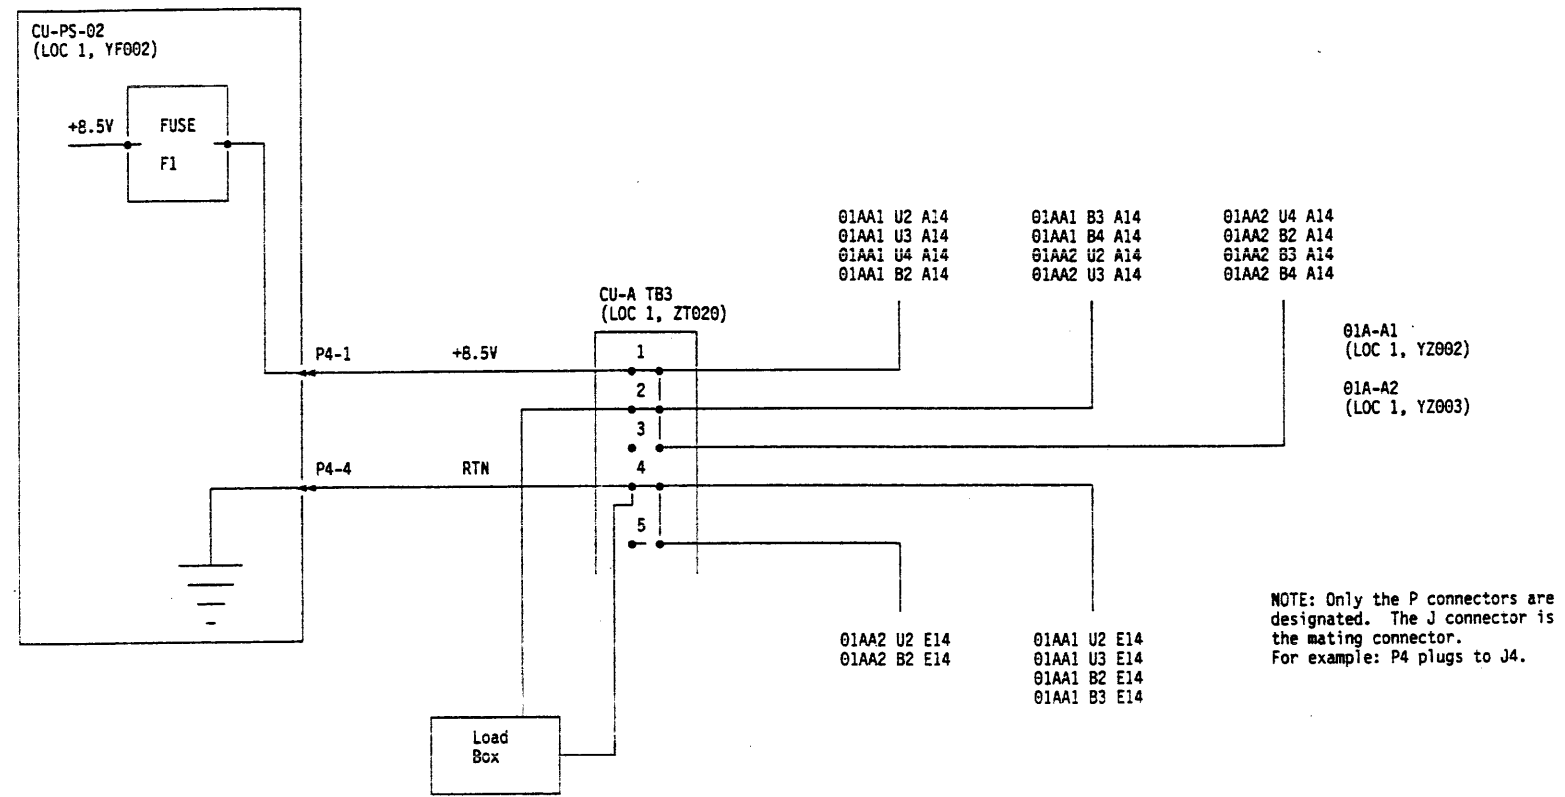 CU-PS-02
(LOC 1, YF002)
+8.5V
FUSE
F1
01AA1 U2 A14
01AA1 U3 A14
01AA1 U4 A14
01AA1 B2 A14
01AA1 B3 A14
01AA1 B4 A14
01AA2 U2 A14
01AA2 U3 A14
01AA2 U4 A14
01AA2 B2 A14
01AA2 B3 A14
01AA2 B4 A14
CU-A TB3
(LOC 1, ZT020)
01A-A1
(LOC 1, YZ002)
01A-A2
(LOC 1, YZ003)
P4-1
+8.5V
1
2
3
P4-4
RTN
4
5
01AA2 U2 E14
01AA2 B2 E14
01AA1 U2 E14
01AA1 U3 E14
01AA1 B2 E14
01AA1 B3 E14
NOTE: Only the P connectors are
designated. The J connector is
the mating connector.
For example: P4 plugs to J4.
Load
Box